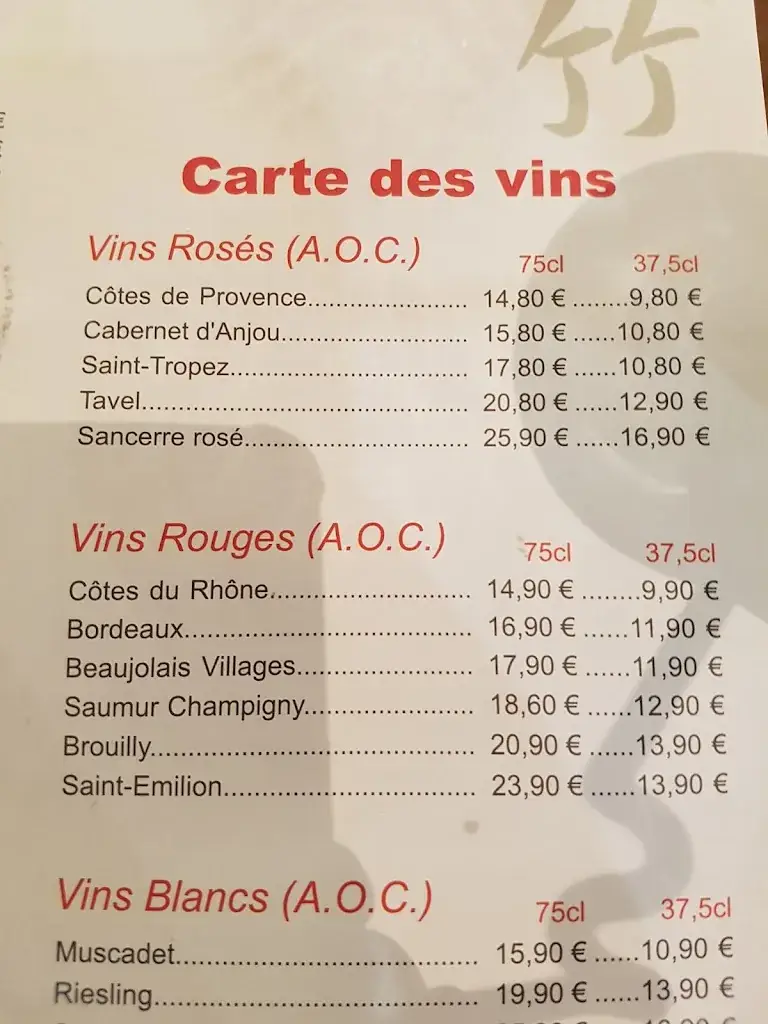 竹
Carte des vins
Vins Rosés (A.O.C.) 75cl 37,5cl
Côtes de Provence.................... 14,80 € ........9,80 €
Cabernet d'Anjou....................... 15,80 € ......10,80 €
Saint-Tropez............................. 17,80 € ......10,80 €
Tavel......................................... 20,80 € ......12,90 €
Sancerre rosé........................... 25,90 € ......16,90 €
Vins Rouges (A.O.C.) 75cl 37,5cl
Côtes du Rhône........................ 14,90 € ........9,90 €
Bordeaux.................................. 16,90 € ......11,90 €
Beaujolais Villages..................... 17,90 € ......11,90 €
Saumur Champigny.................... 18,60 € ......12,90 €
Brouilly...................................... 20,90 € ......13,90 €
Saint-Emilion............................. 23,90 € ......13,90 €
Vins Blancs (A.O.C.) 75cl 37,5cl
Muscadet................................... 15,90 € ......10,90 €
Riesling...................................... 19,90 € ......13,90 €